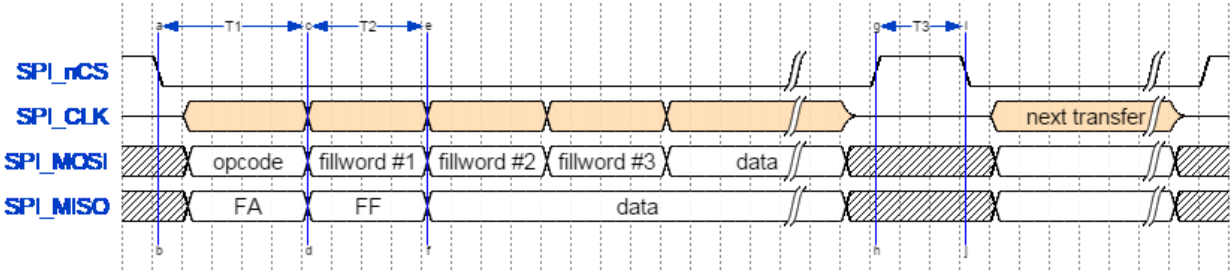 a T1 c T2 e g T3 i
SPI_nCS
SPI_CLK next transfer
SPI_MOSI opcode fillword #1 fillword #2 fillword #3 data
SPI_MISO FA FF data
b d f h j